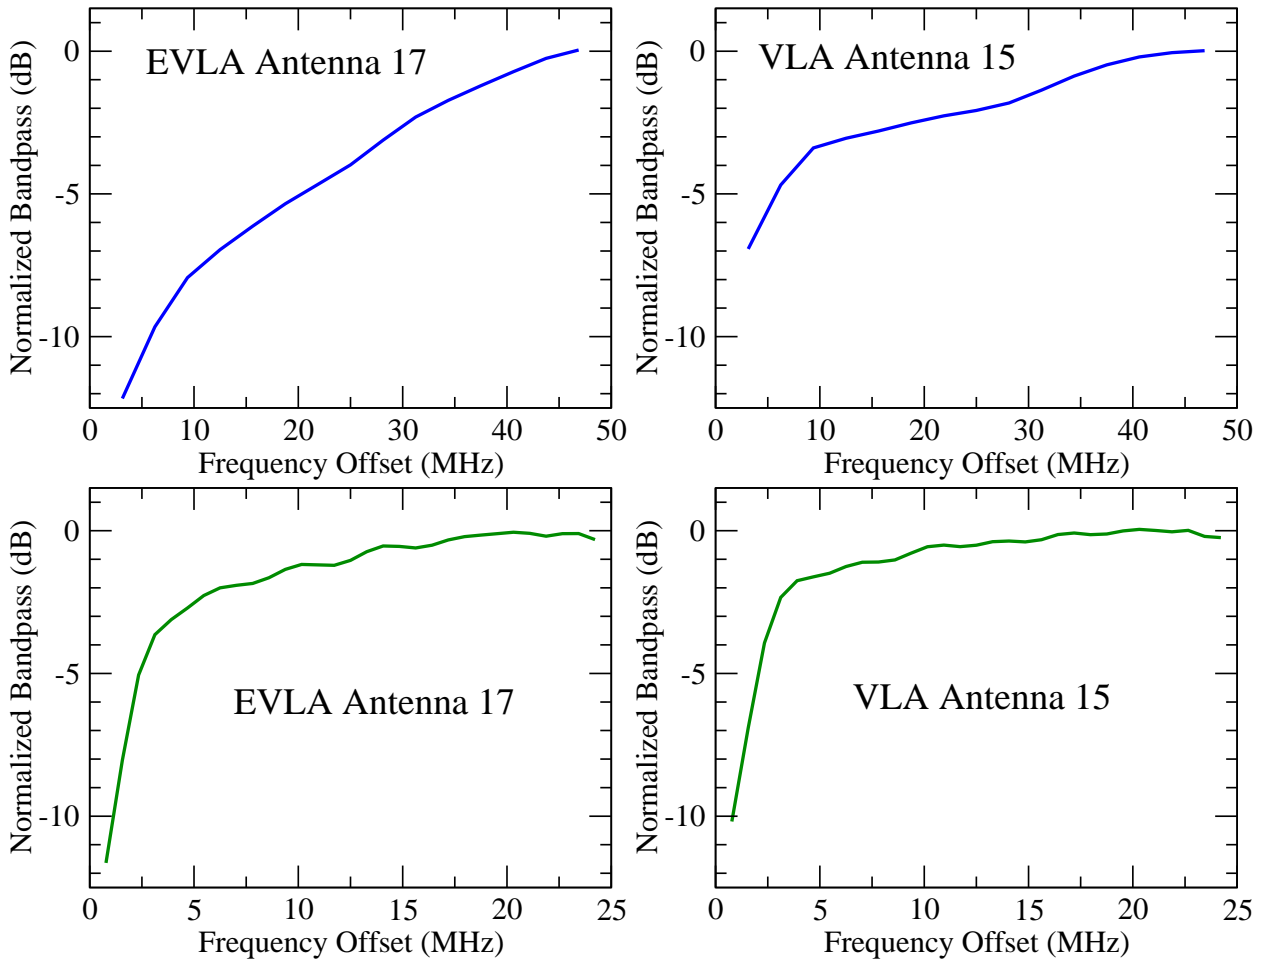 EVLA Antenna 17
Normalized Bandpass (dB)
0
-5
-10
0 10 20 30 40 50
Frequency Offset (MHz)
VLA Antenna 15
Normalized Bandpass (dB)
0
-5
-10
0 10 20 30 40 50
Frequency Offset (MHz)
EVLA Antenna 17
Normalized Bandpass (dB)
0
-5
-10
0 5 10 15 20 25
Frequency Offset (MHz)
VLA Antenna 15
Normalized Bandpass (dB)
0
-5
-10
0 5 10 15 20 25
Frequency Offset (MHz)